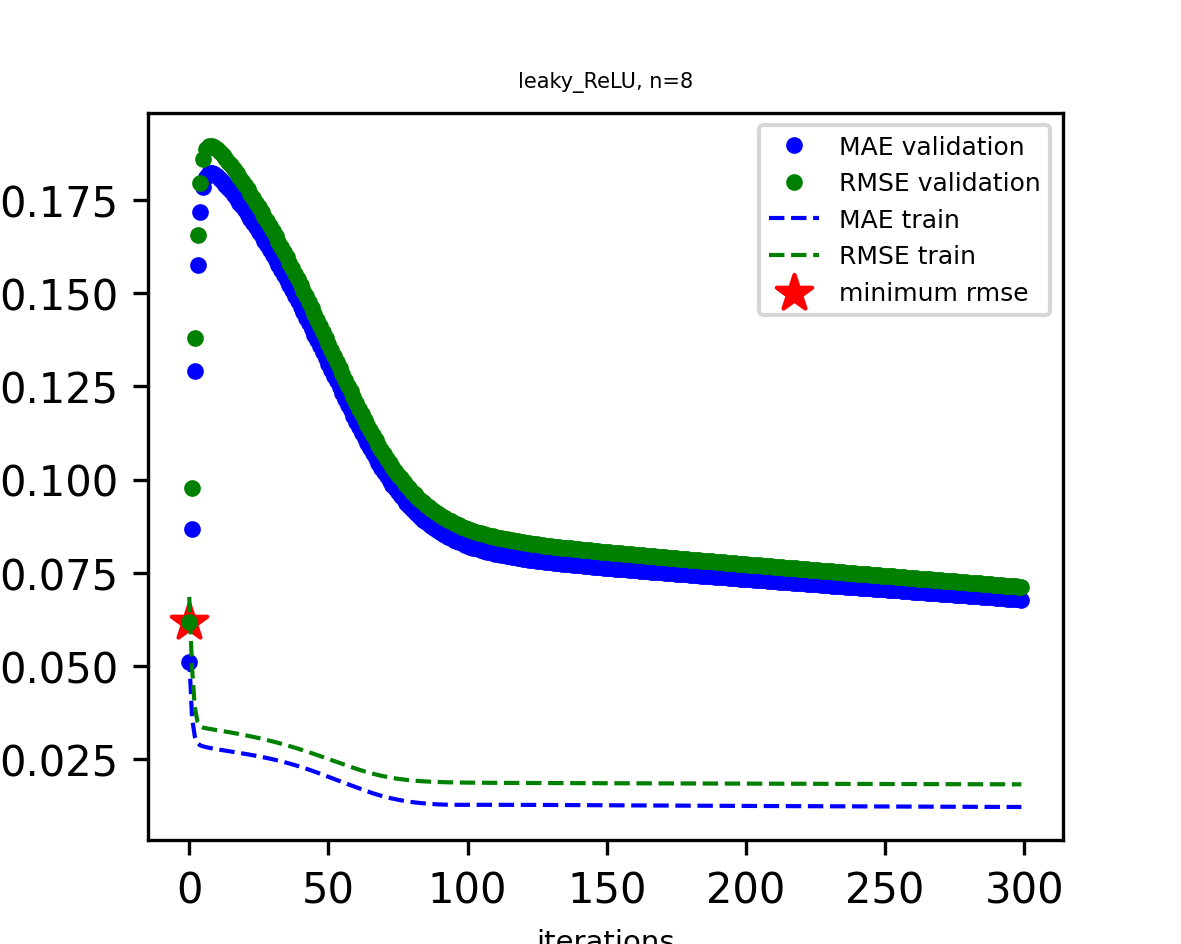 leaky_ReLU, n=8
MAE validation
RMSE validation
MAE train
RMSE train
minimum rmse
0.175
0.150
0.125
0.100
0.075
0.050
0.025
0 50 100 150 200 250 300
iterations